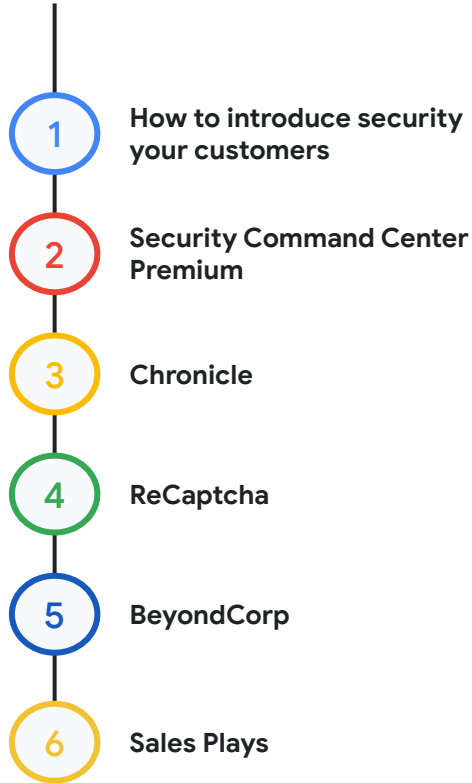 1
How to introduce security
your customers
2
Security Command Center
Premium
3
Chronicle
4
ReCaptcha
5
BeyondCorp
6
Sales Plays